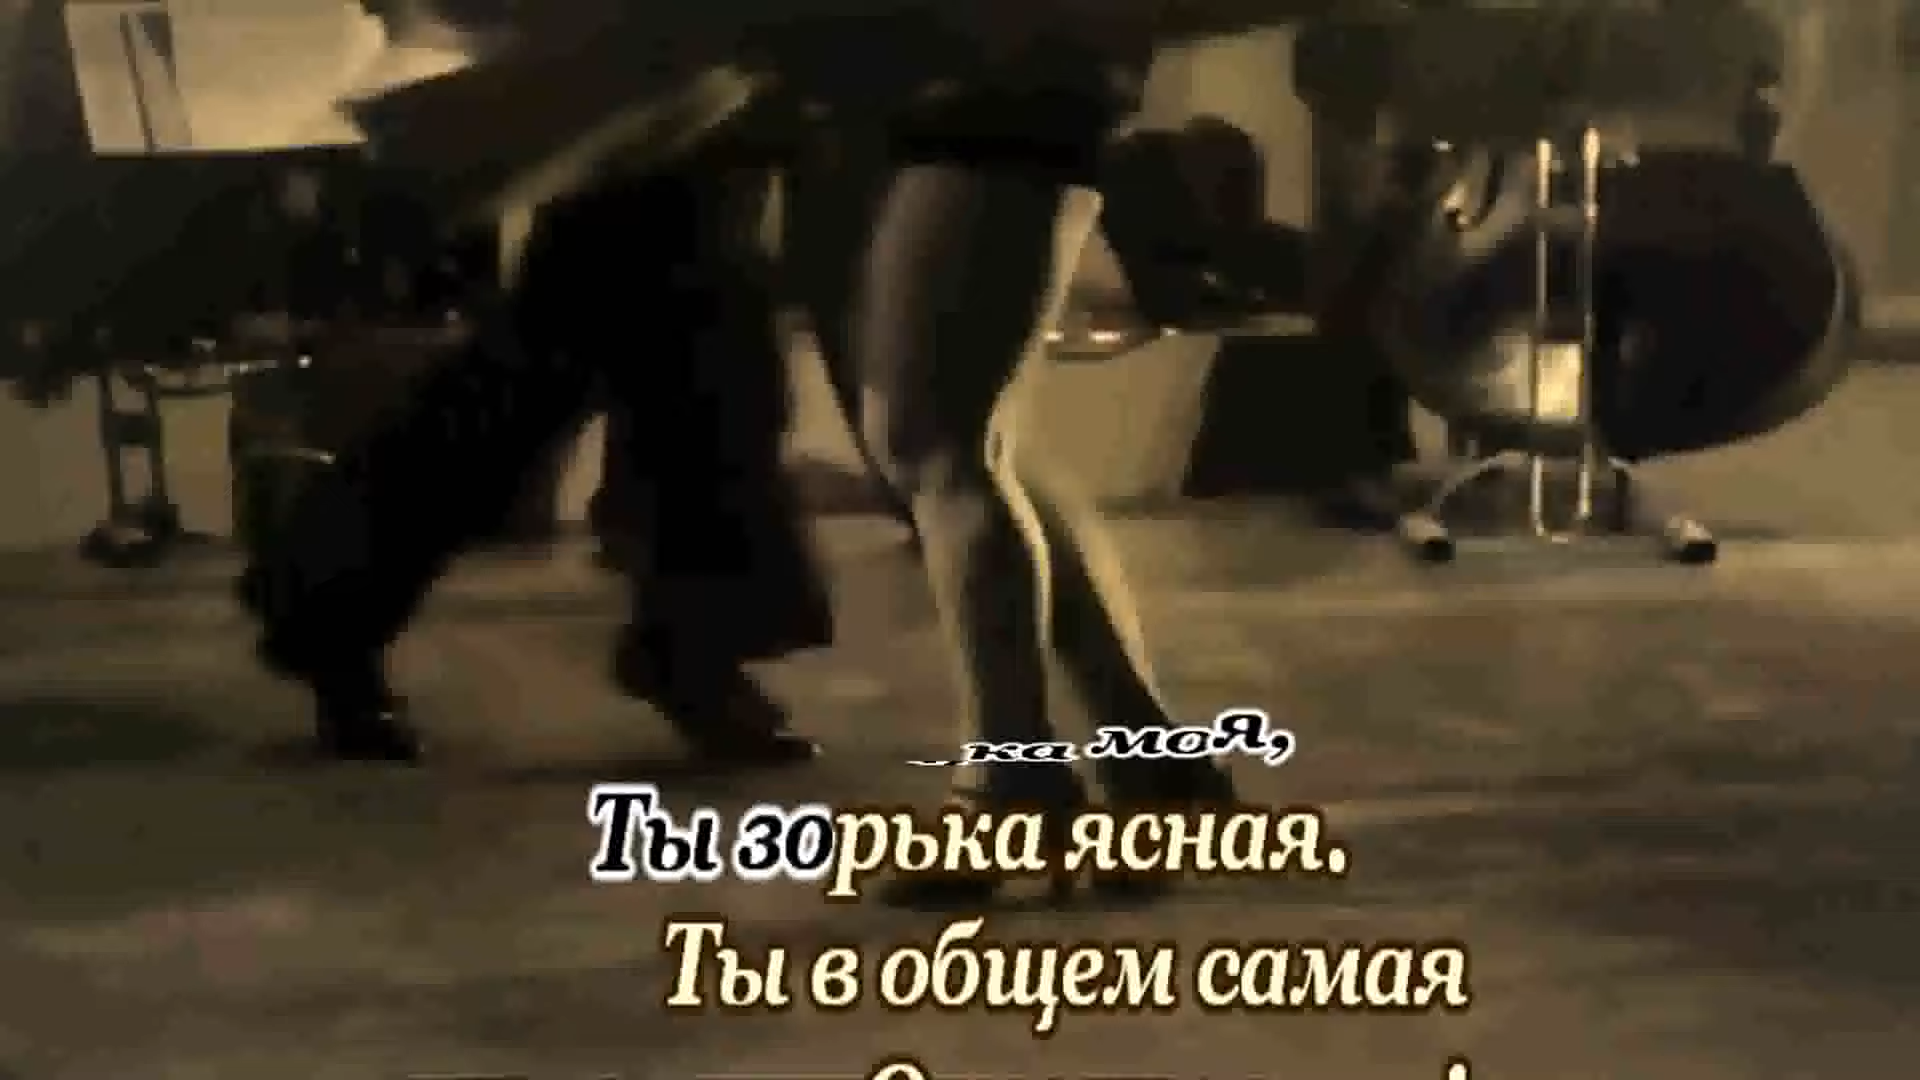 ка моя,
Ты зорька ясная.
Ты в общем самая